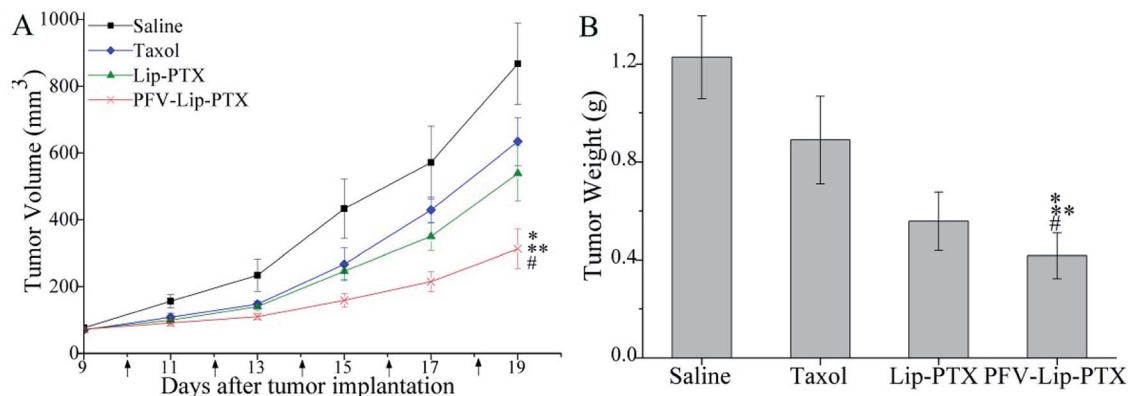 A
Tumor Volume (mm³)
1000
800
600
400
200
0
Saline
Taxol
Lip-PTX
PFV-Lip-PTX
*
**
#
9 11 13 15 17 19
Days after tumor implantation
B
Tumor Weight (g)
1.2
0.8
0.4
0.0
*
**
#
Saline Taxol Lip-PTX PFV-Lip-PTX